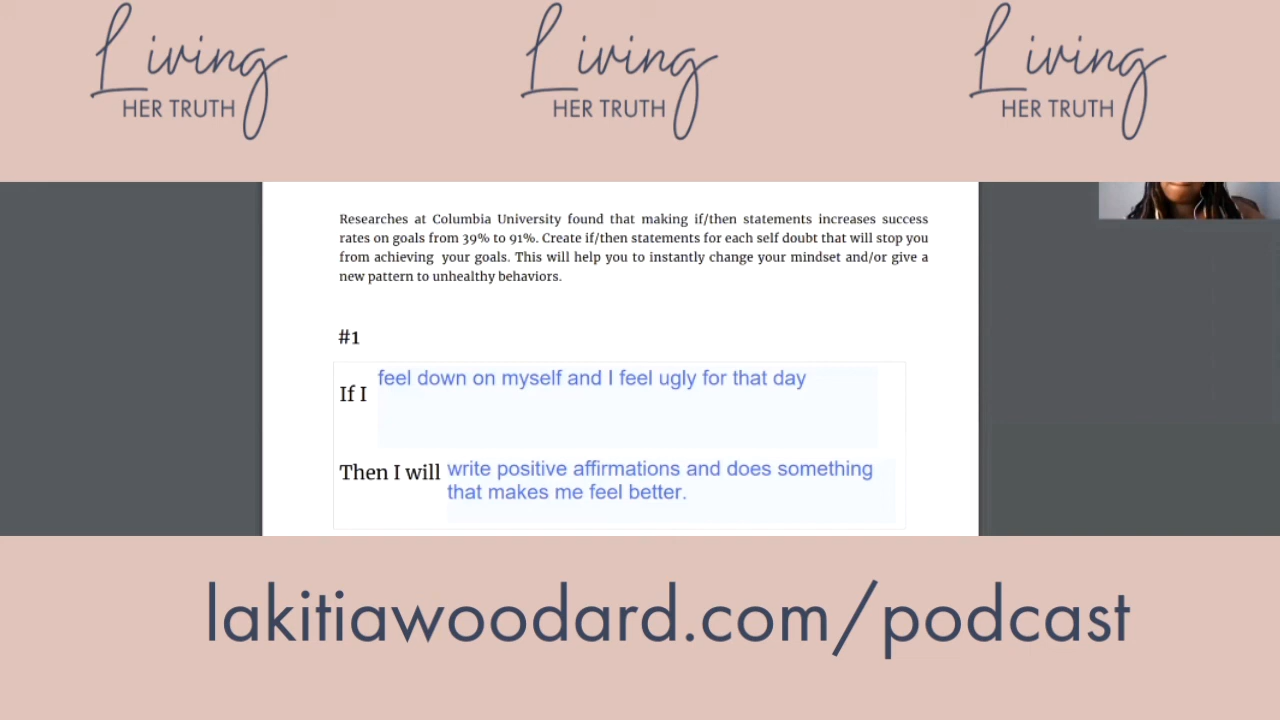 Living Living Living
HER TRUTH HER TRUTH HER TRUTH
Researches at Columbia University found that making if/then statements increases success
rates on goals from 39% to 91%. Create if/then statements for each self doubt that will stop you
from achieving your goals. This will help you to instantly change your mindset and/or give a
new pattern to unhealthy behaviors.
#1
If I feel down on myself and I feel ugly for that day
Then I will write positive affirmations and does something
that makes me feel better.
lakitiawoodard.com/podcast